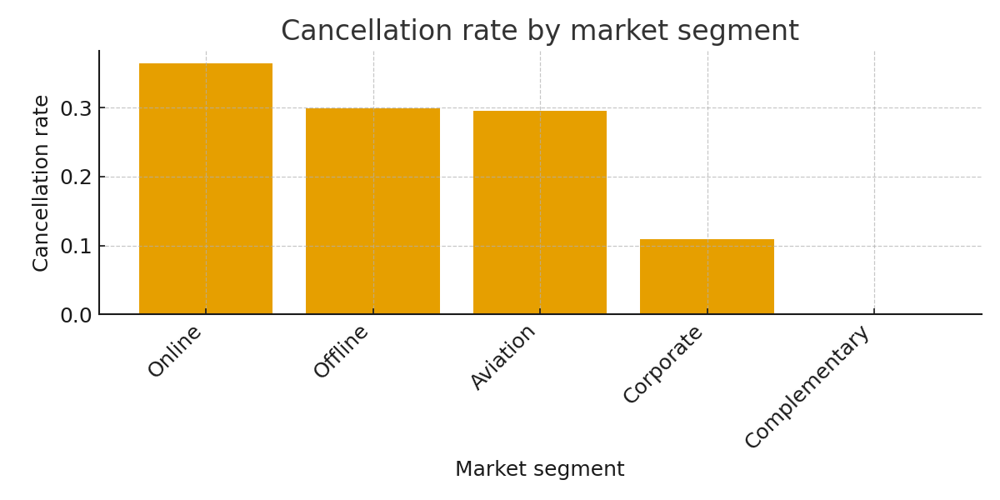 Cancellation rate by market segment
Cancellation rate
0.3
0.2
0.1
0.0
Online
Offline
Aviation
Corporate
Complementary
Market segment